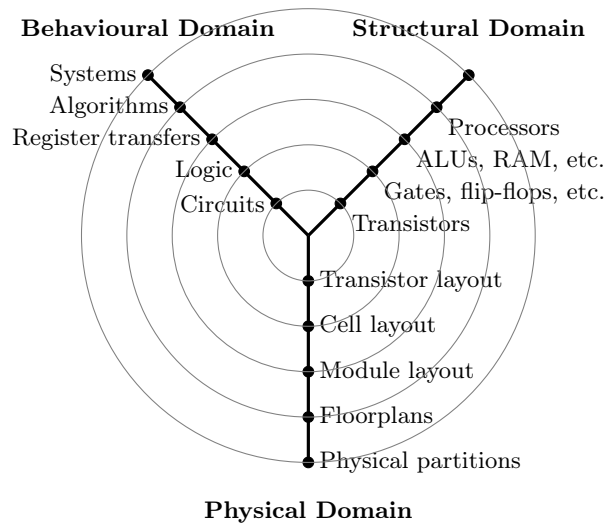 Behavioural Domain
Structural Domain
Systems
Algorithms
Register transfers
Logic
Circuits
Processors
ALUs, RAM, etc.
Gates, flip-flops, etc.
Transistors
Transistor layout
Cell layout
Module layout
Floorplans
Physical partitions
Physical Domain